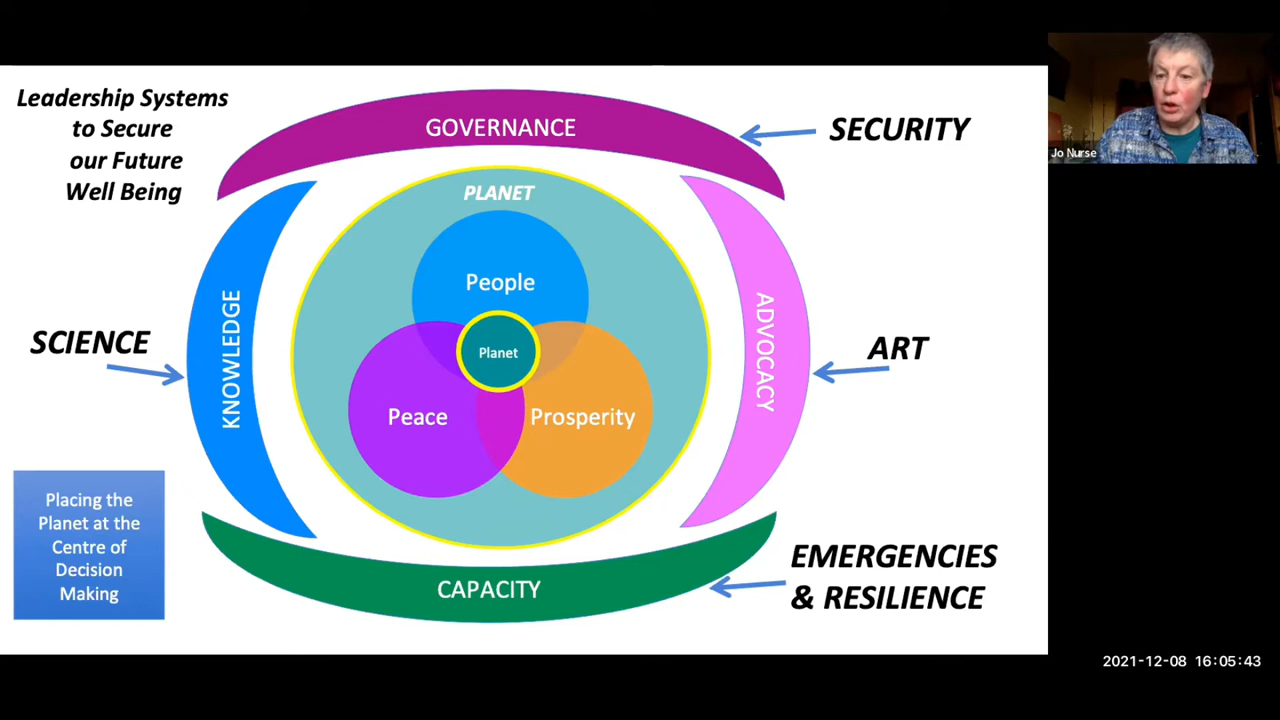 Leadership Systems
to Secure
our Future
Well Being
GOVERNANCE
SECURITY
PLANET
People
Planet
Peace
Prosperity
KNOWLEDGE
ADVOCACY
SCIENCE
ART
Placing the
Planet at the
Centre of
Decision
Making
CAPACITY
EMERGENCIES
& RESILIENCE
Jo Nurse
2021-12-08 16:05:43